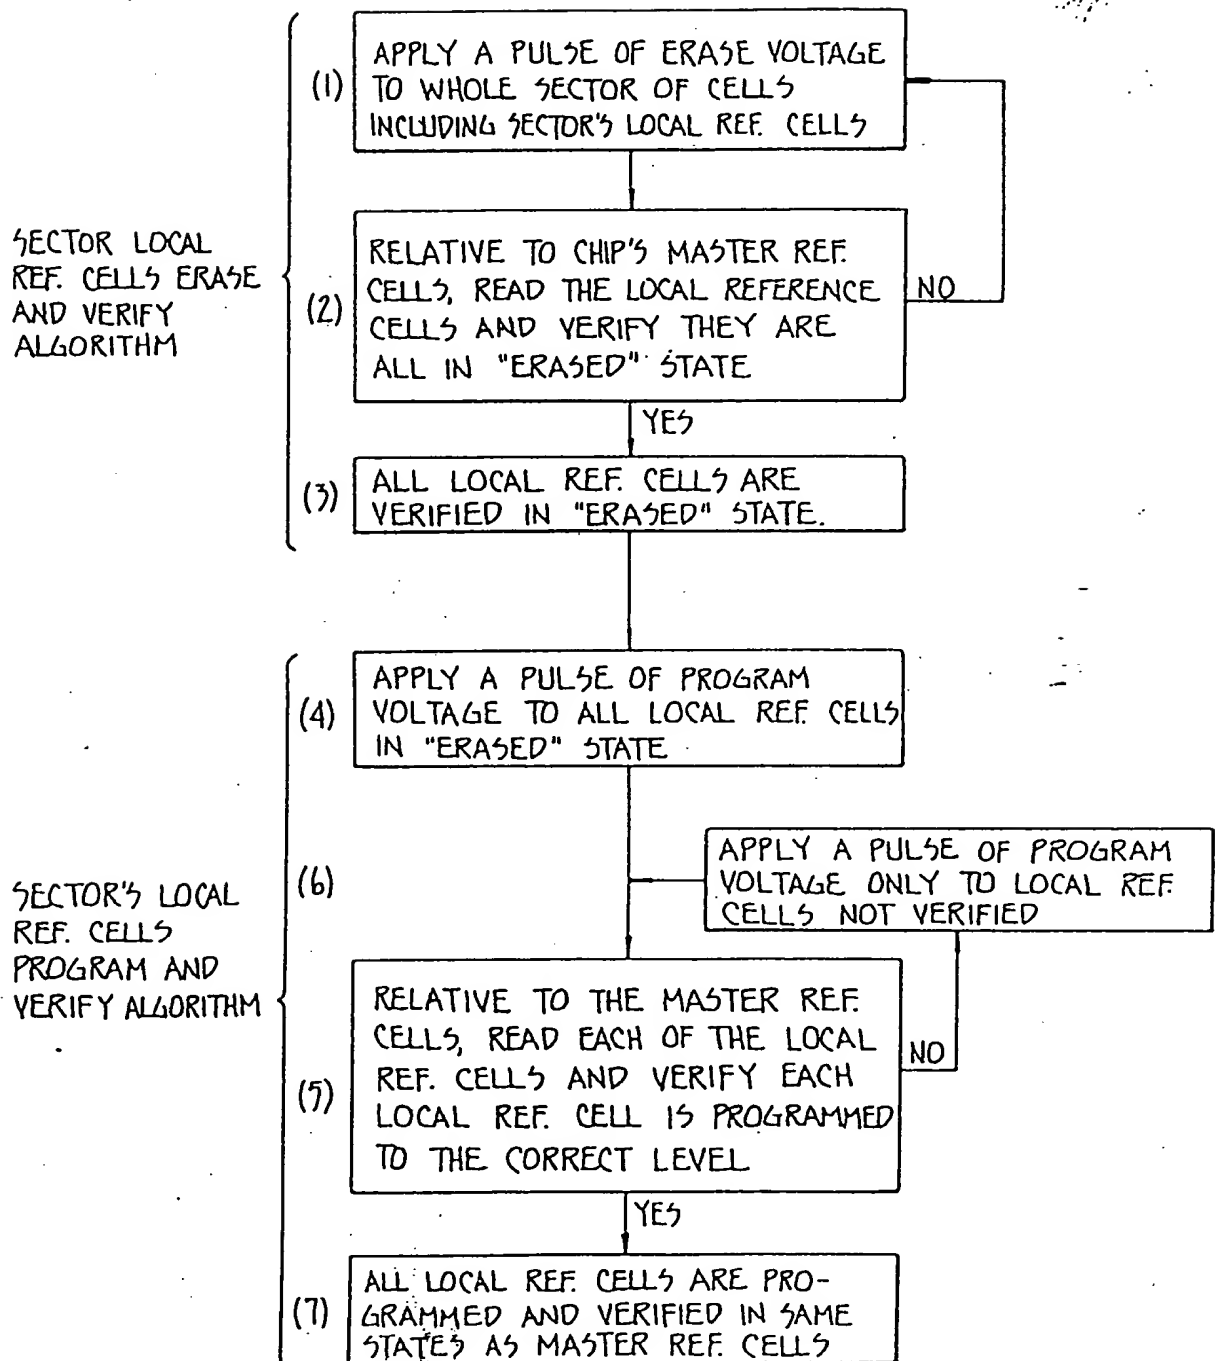 (1)
APPLY A PULSE OF ERASE VOLTAGE
TO WHOLE SECTOR OF CELLS
INCLUDING SECTOR'S LOCAL REF. CELLS
SECTOR LOCAL
REF. CELLS ERASE
AND VERIFY
ALGORITHM
(2)
RELATIVE TO CHIP'S MASTER REF.
CELLS, READ THE LOCAL REFERENCE
CELLS AND VERIFY THEY ARE
ALL IN "ERASED" STATE
NO
YES
(3)
ALL LOCAL REF. CELLS ARE
VERIFIED IN "ERASED" STATE.
(4)
APPLY A PULSE OF PROGRAM
VOLTAGE TO ALL LOCAL REF. CELLS
IN "ERASED" STATE
(6)
APPLY A PULSE OF PROGRAM
VOLTAGE ONLY TO LOCAL REF.
CELLS NOT VERIFIED
SECTOR'S LOCAL
REF. CELLS
PROGRAM AND
VERIFY ALGORITHM
(5)
RELATIVE TO THE MASTER REF.
CELLS, READ EACH OF THE LOCAL
REF. CELLS AND VERIFY EACH
LOCAL REF. CELL IS PROGRAMMED
TO THE CORRECT LEVEL
NO
YES
(7)
ALL LOCAL REF. CELLS ARE PRO-
GRAMMED AND VERIFIED IN SAME
STATES AS MASTER REF. CELLS